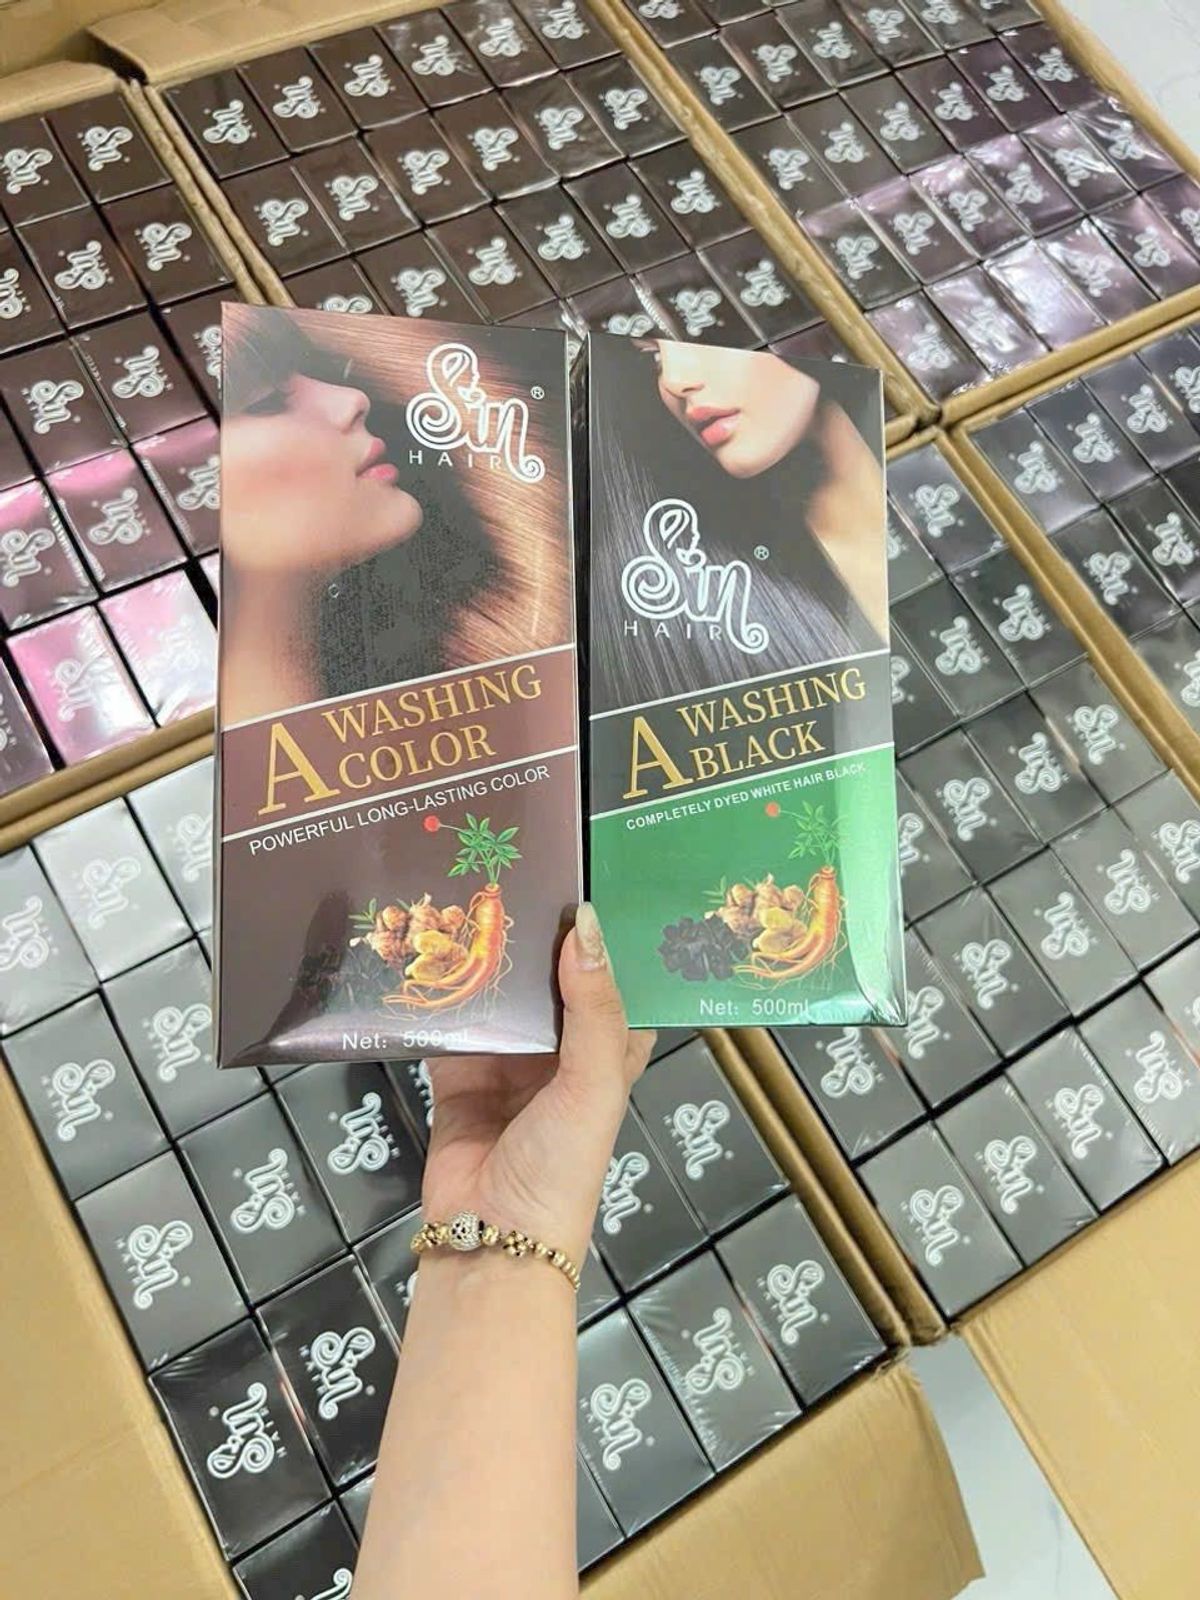 Sin®
HAIR
A WASHING
COLOR
POWERFUL LONG-LASTING COLOR
Net: 500ml
Sin®
HAIR
A WASHING
BLACK
COMPLETELY DYED WHITE HAIR BLACK
Net: 500ml